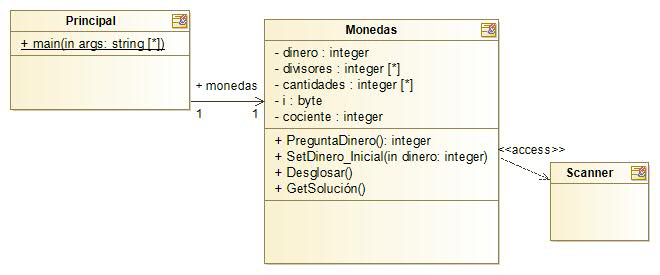 Principal
+ main(in args: string [*])
+ monedas
1
1
Monedas
- dinero : integer
- divisores : integer [*]
- cantidades : integer [*]
- i : byte
- cociente : integer
+ PreguntaDinero(): integer
+ SetDinero_Inicial(in dinero: integer)
+ Desglosar()
+ GetSolución()
<<access>>
Scanner